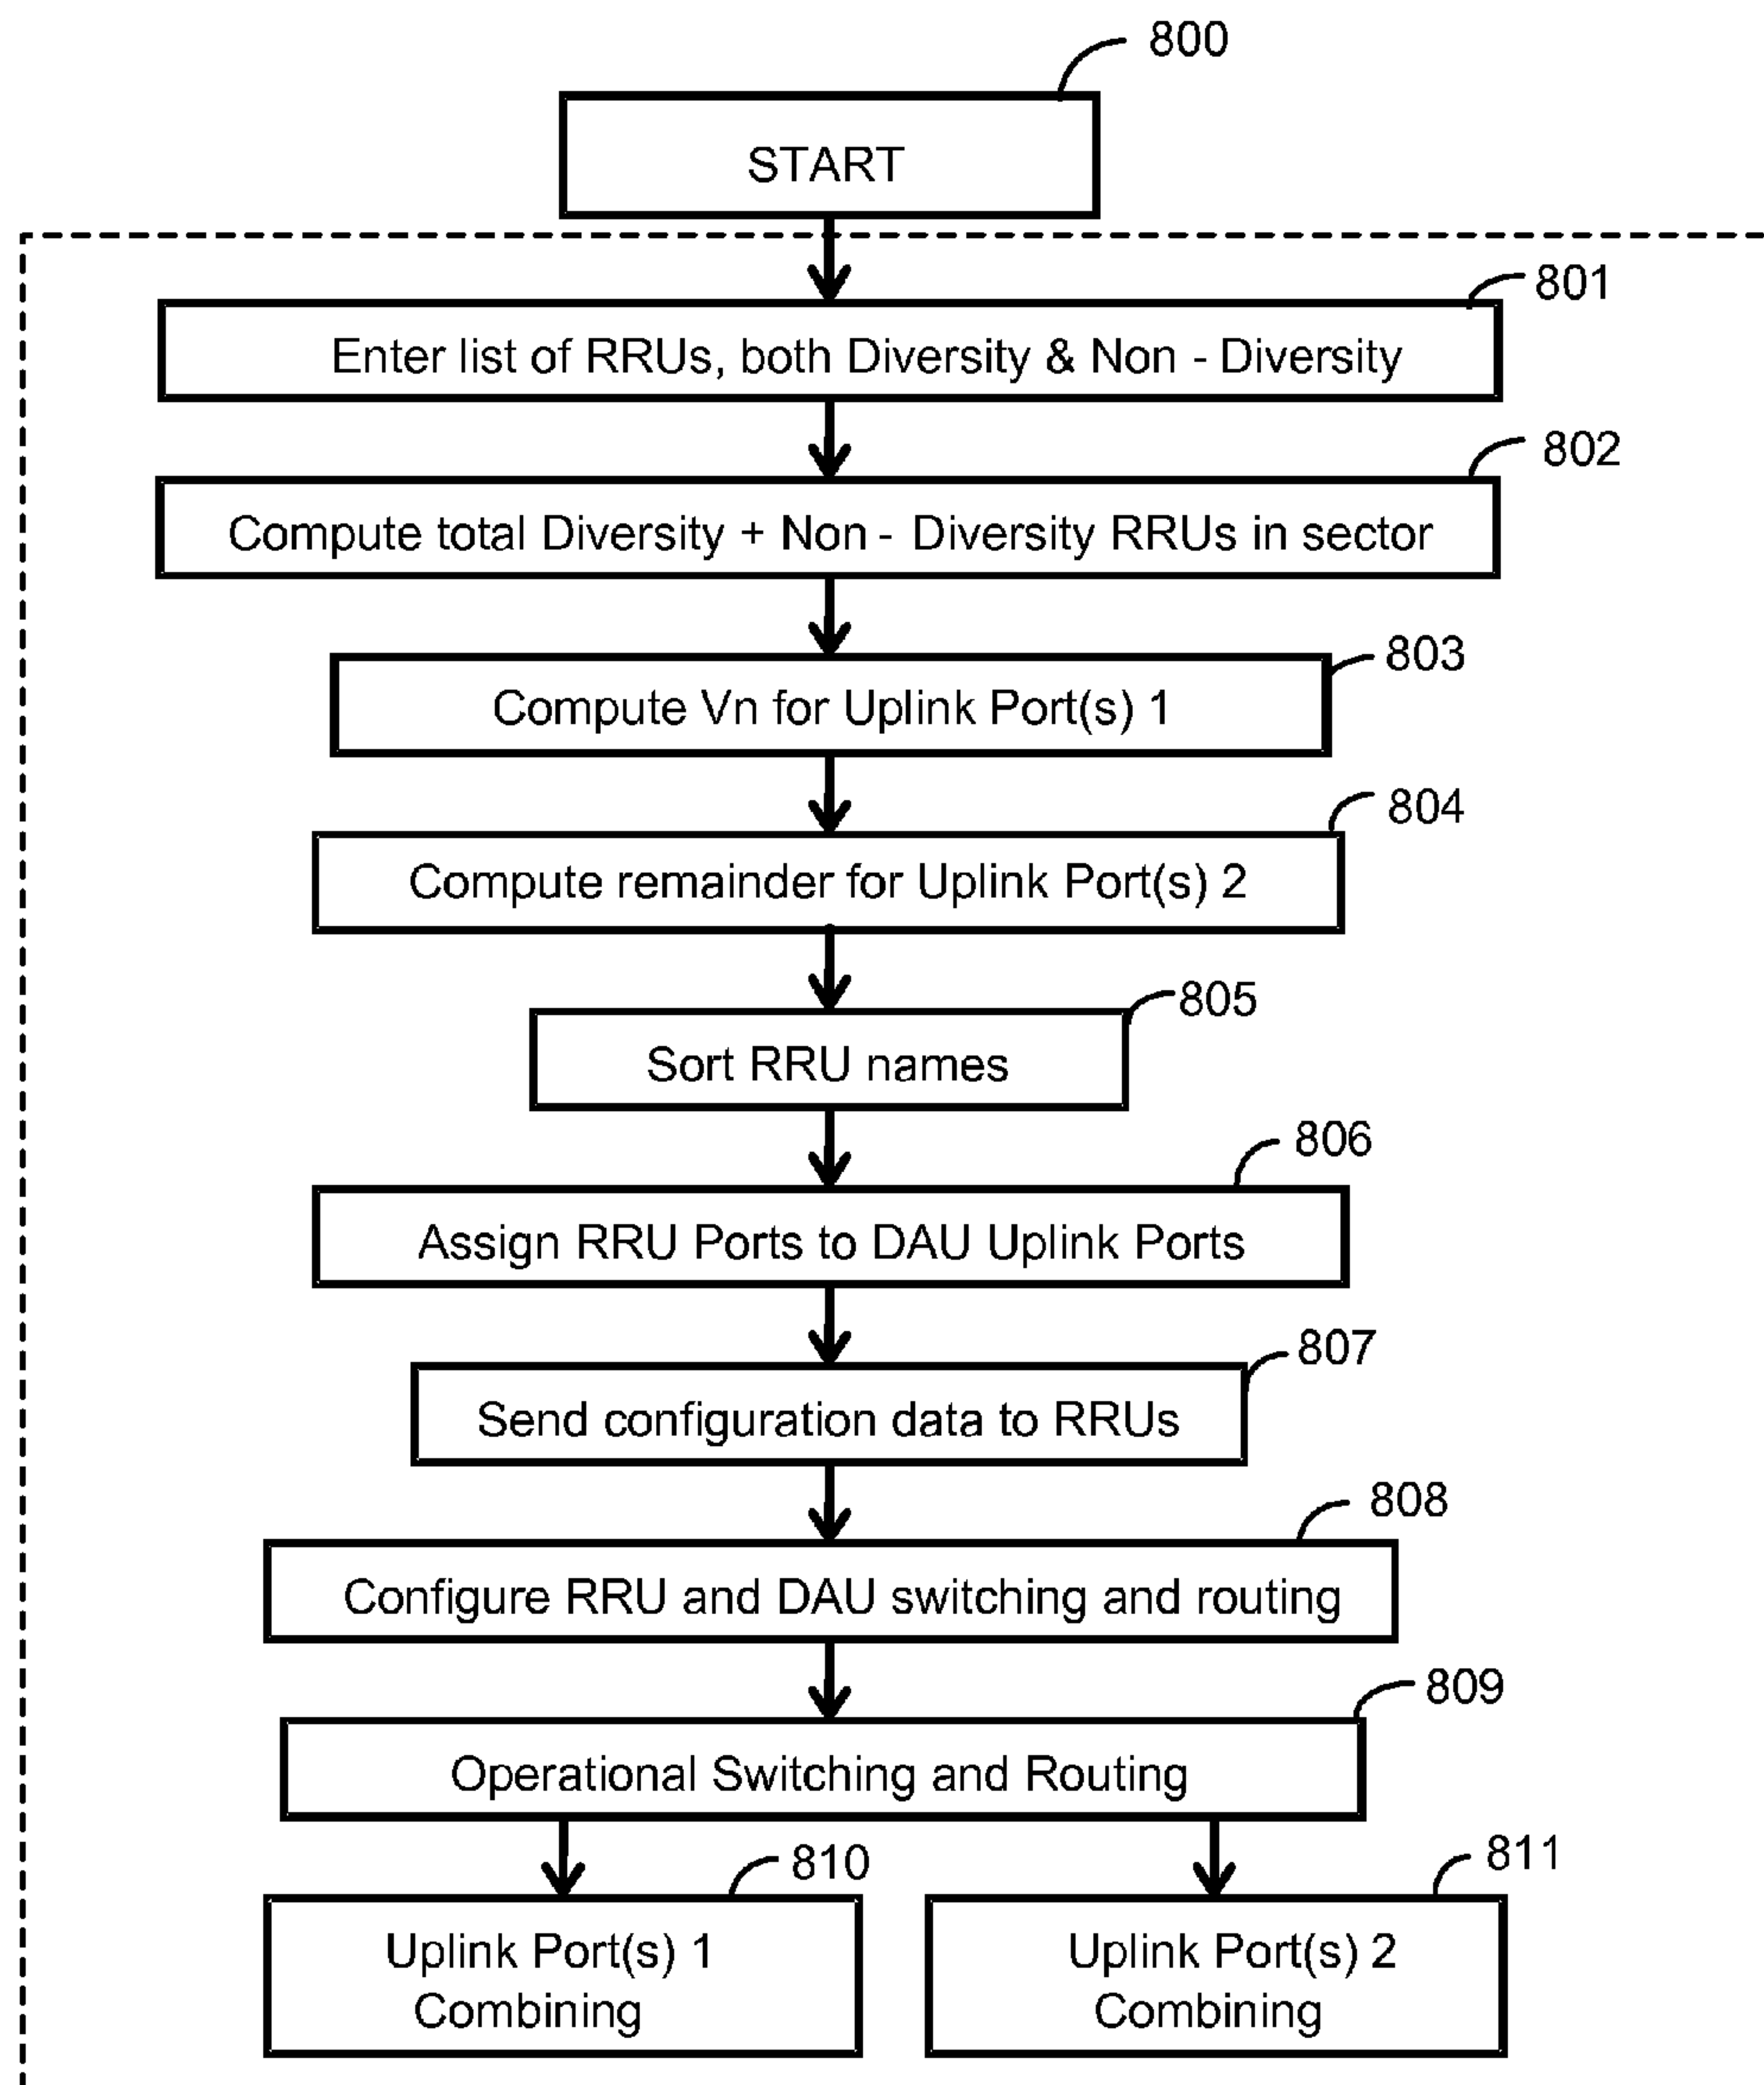 800
START
801
Enter list of RRUs, both Diversity & Non - Diversity
802
Compute total Diversity + Non - Diversity RRUs in sector
803
Compute Vn for Uplink Port(s) 1
804
Compute remainder for Uplink Port(s) 2
805
Sort RRU names
806
Assign RRU Ports to DAU Uplink Ports
807
Send configuration data to RRUs
808
Configure RRU and DAU switching and routing
809
Operational Switching and Routing
810
Uplink Port(s) 1
Combining
811
Uplink Port(s) 2
Combining